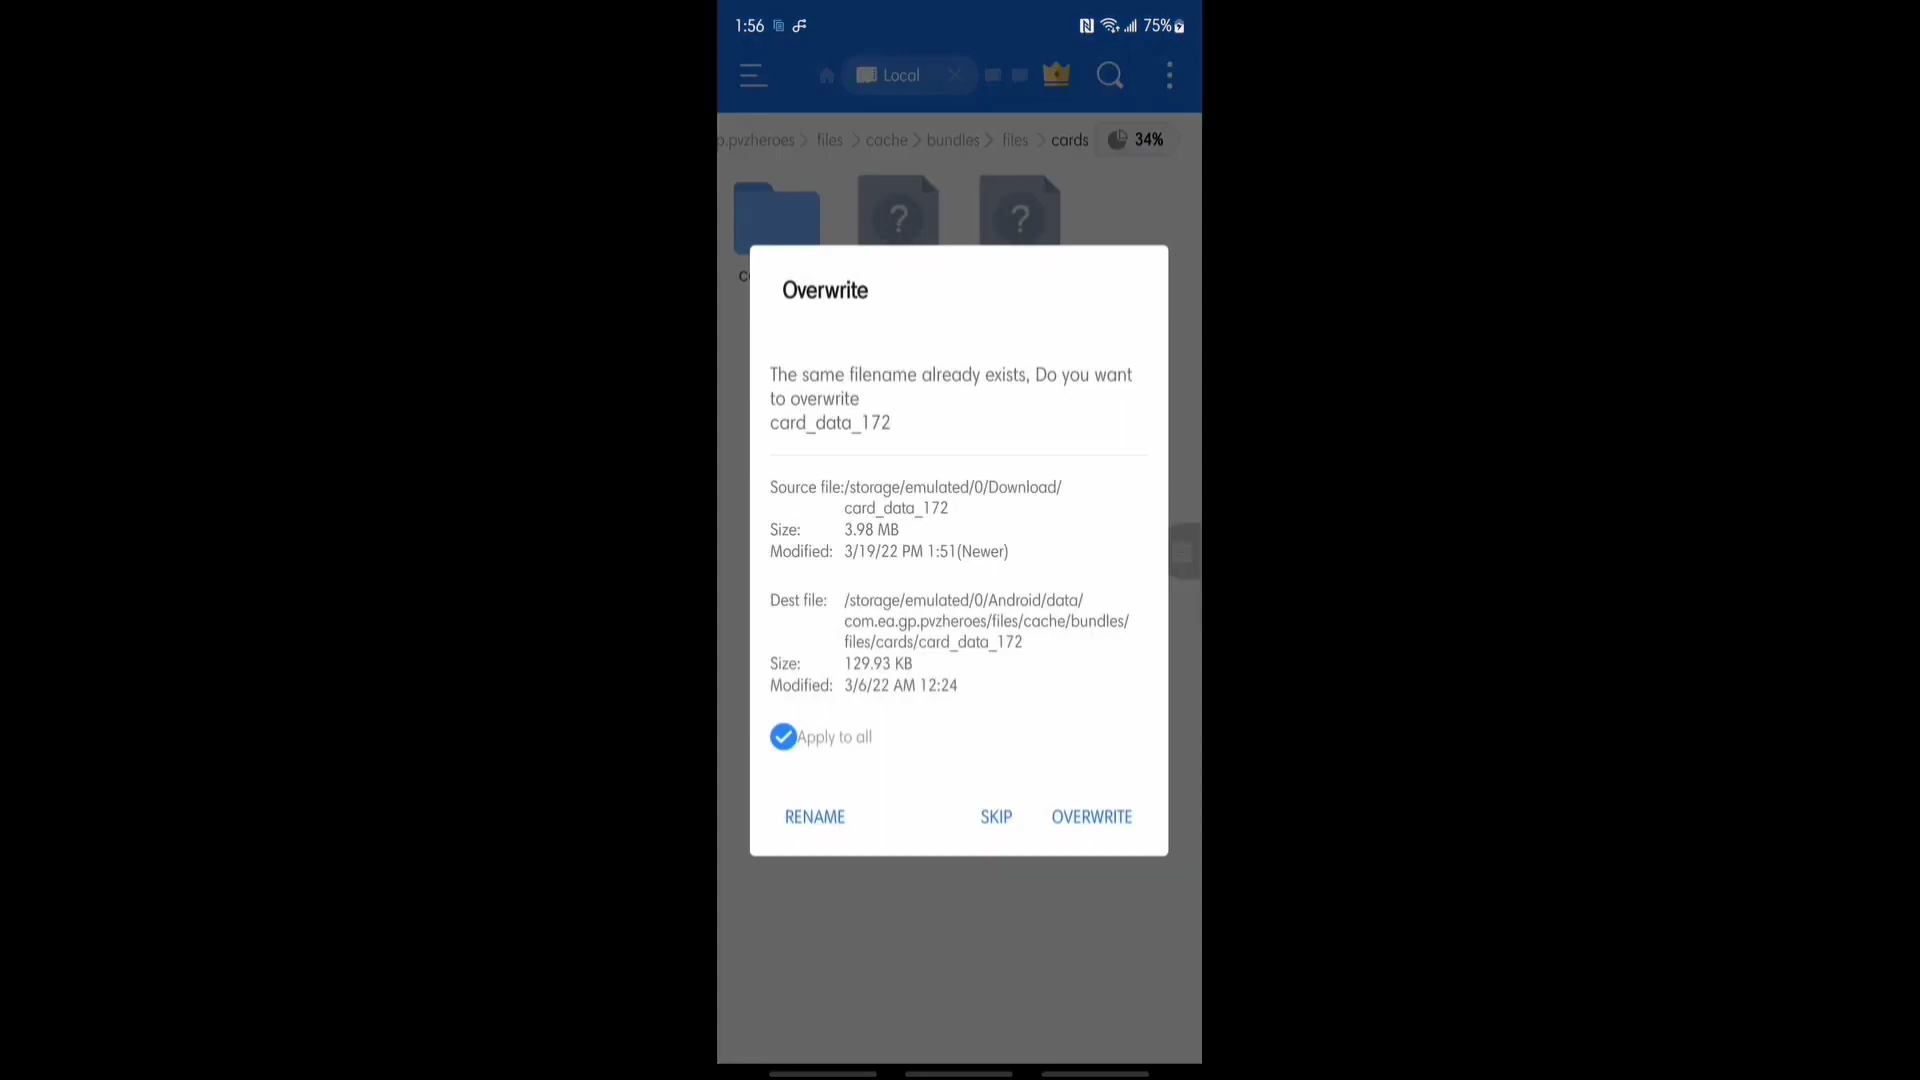 1:56
75%
Local
p.pvzheroes > files > cache > bundles > files > cards 34%
? ?
Overwrite
The same filename already exists, Do you want
to overwrite
card_data_172
Source file:/storage/emulated/0/Download/
card_data_172
Size: 3.98 MB
Modified: 3/19/22 PM 1:51(Newer)
Dest file: /storage/emulated/0/Android/data/
com.ea.gp.pvzheroes/files/cache/bundles/
files/cards/card_data_172
Size: 129.93 KB
Modified: 3/6/22 AM 12:24
Apply to all
RENAME SKIP OVERWRITE